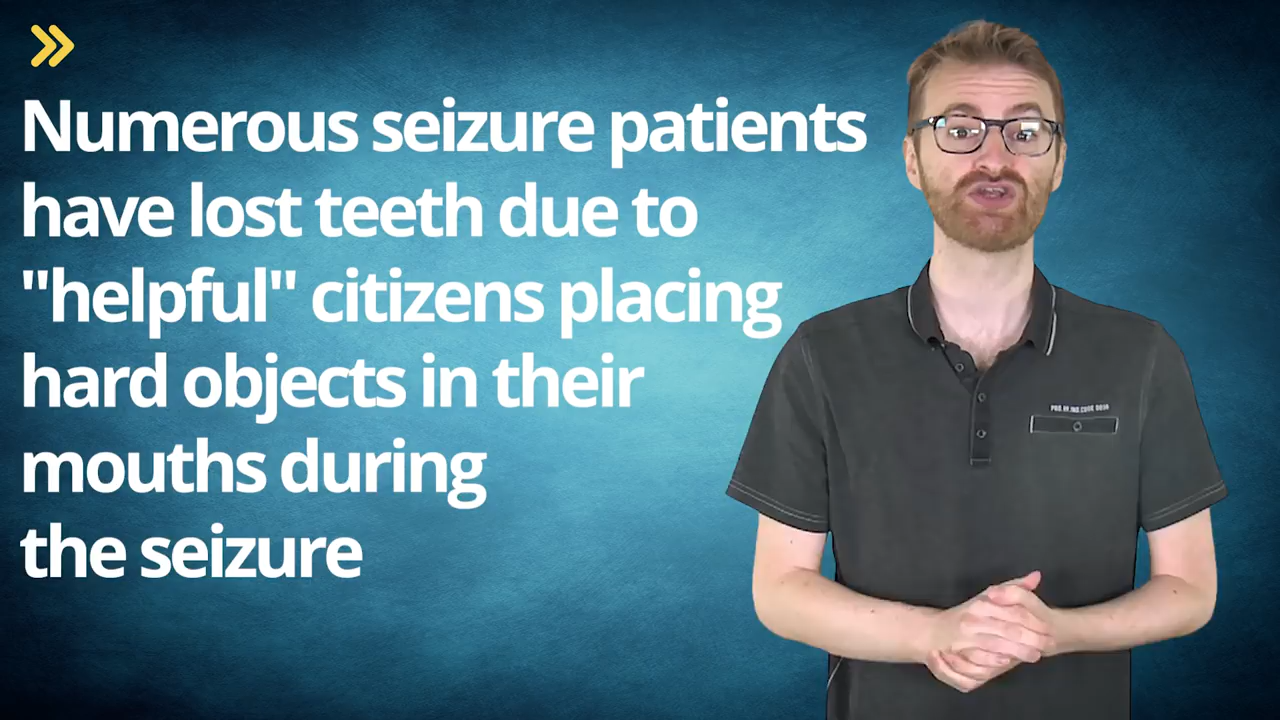 Numerous seizure patients
have lost teeth due to
"helpful" citizens placing
hard objects in their
mouths during
the seizure